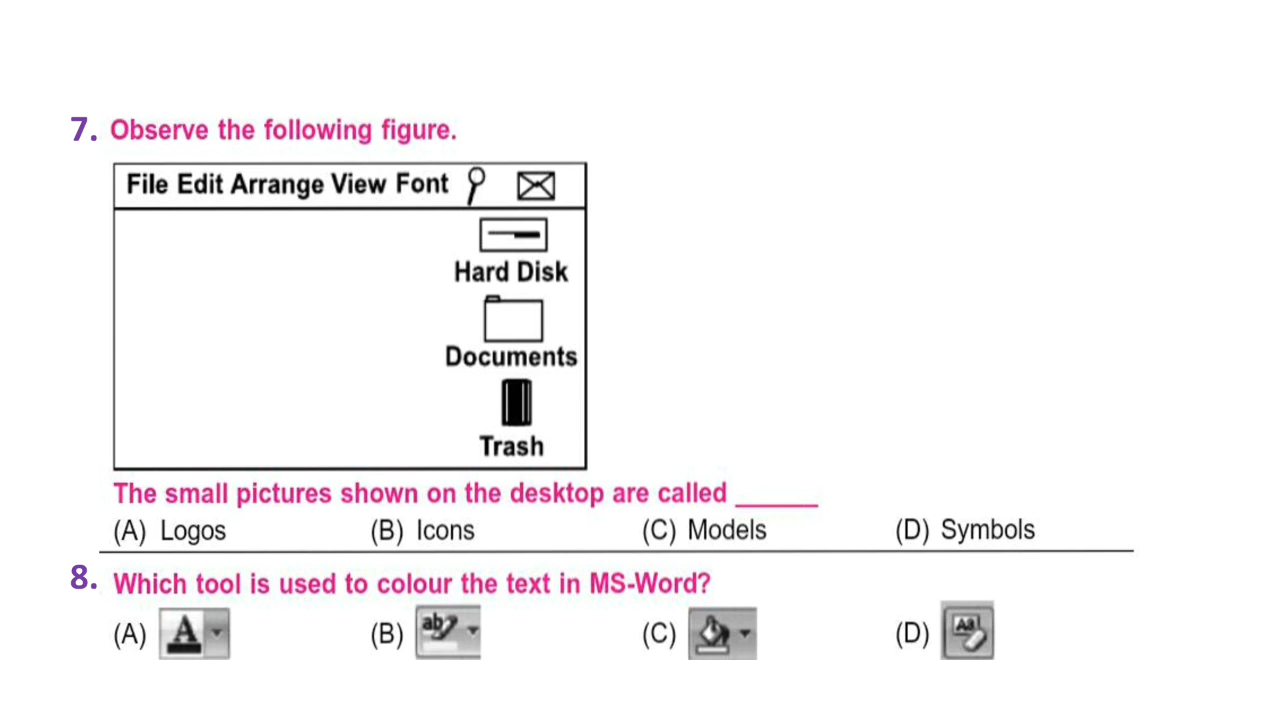 7. Observe the following figure.
File Edit Arrange View Font
Hard Disk
Documents
Trash
The small pictures shown on the desktop are called ______
(A) Logos (B) Icons (C) Models (D) Symbols
8. Which tool is used to colour the text in MS-Word?
(A) A (B) ab (C) (D) Aa